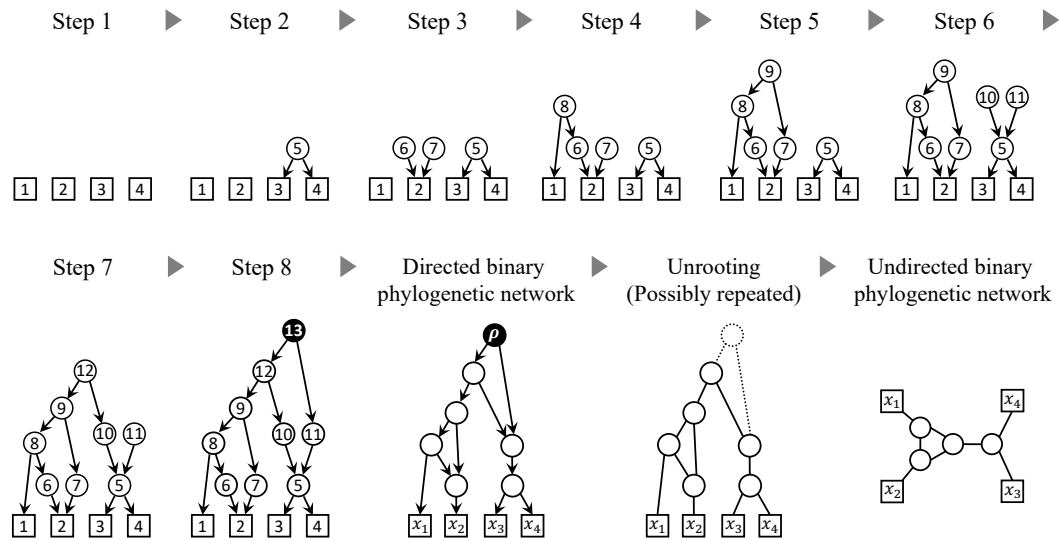 Step 1 Step 2 Step 3 Step 4 Step 5 Step 6
9 9
8 8 8 10 11
5 6 7 5 6 7 5 6 7 5 6 7 5
1 2 3 4 1 2 3 4 1 2 3 4 1 2 3 4 1 2 3 4 1 2 3 4
Step 7 Step 8 Directed binary Unrooting Undirected binary
phylogenetic network (Possibly repeated) phylogenetic network
13 ρ
12 12
9 9
8 10 11 8 10 11
6 7 5 6 7 5
1 2 3 4 1 2 3 4 x₁ x₂ x₃ x₄ x₁ x₂ x₃ x₄
x₁ x₄
x₂ x₃